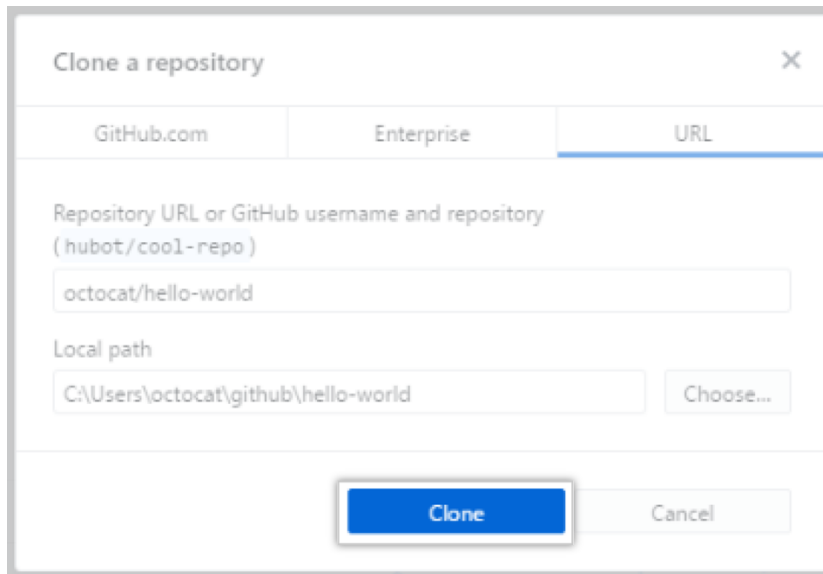 Clone a repository
GitHub.com Enterprise URL
Repository URL or GitHub username and repository
(hubot/cool-repo)
octocat/hello-world
Local path
C:\Users\octocat\github\hello-world Choose...
Clone Cancel